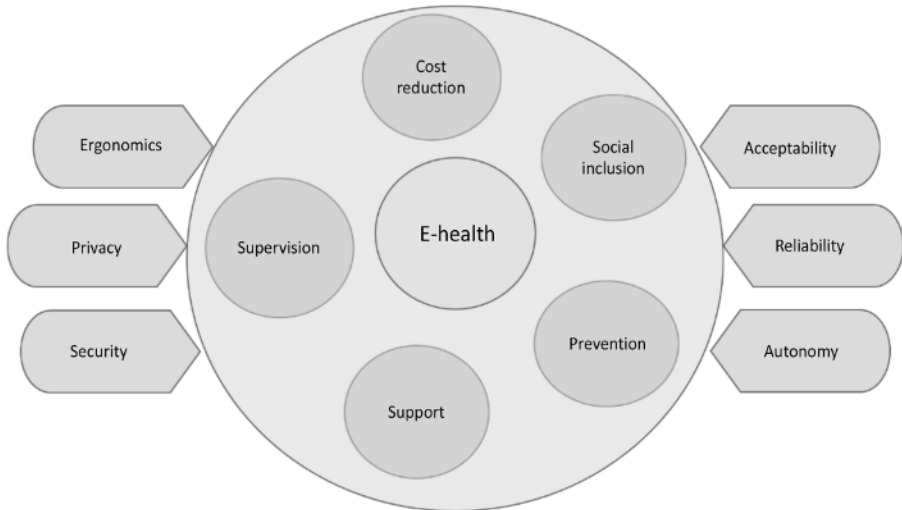 Cost
reduction
Ergonomics
Social
inclusion
Acceptability
Privacy
Supervision
E-health
Reliability
Security
Prevention
Autonomy
Support